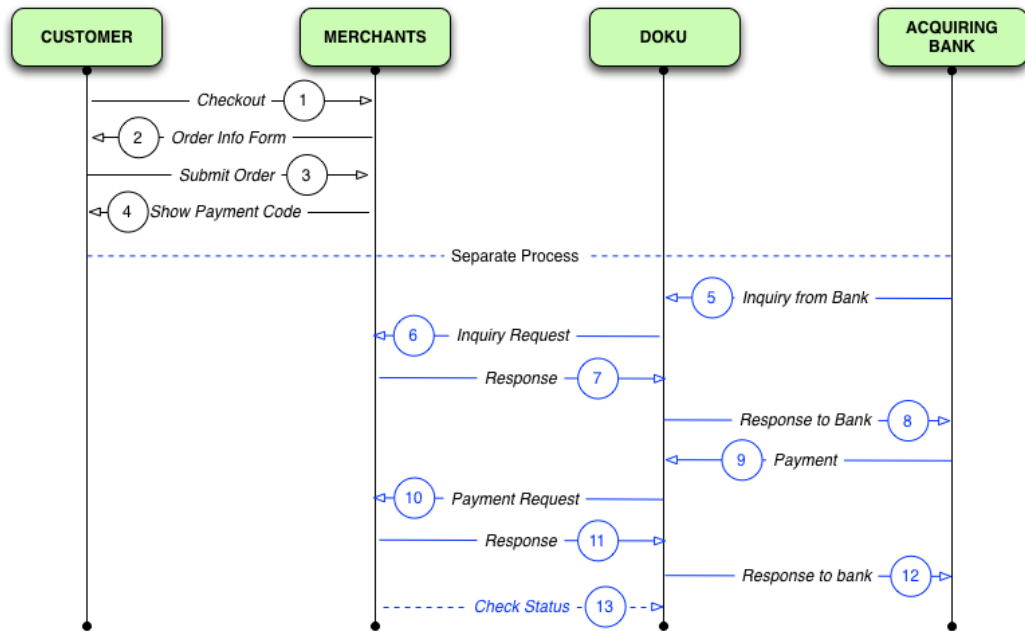 CUSTOMER
MERCHANTS
DOKU
ACQUIRING
BANK
Checkout 1
2 Order Info Form
Submit Order 3
4 Show Payment Code
Separate Process
5 Inquiry from Bank
6 Inquiry Request
Response 7
Response to Bank 8
9 Payment
10 Payment Request
Response 11
Response to bank 12
Check Status 13